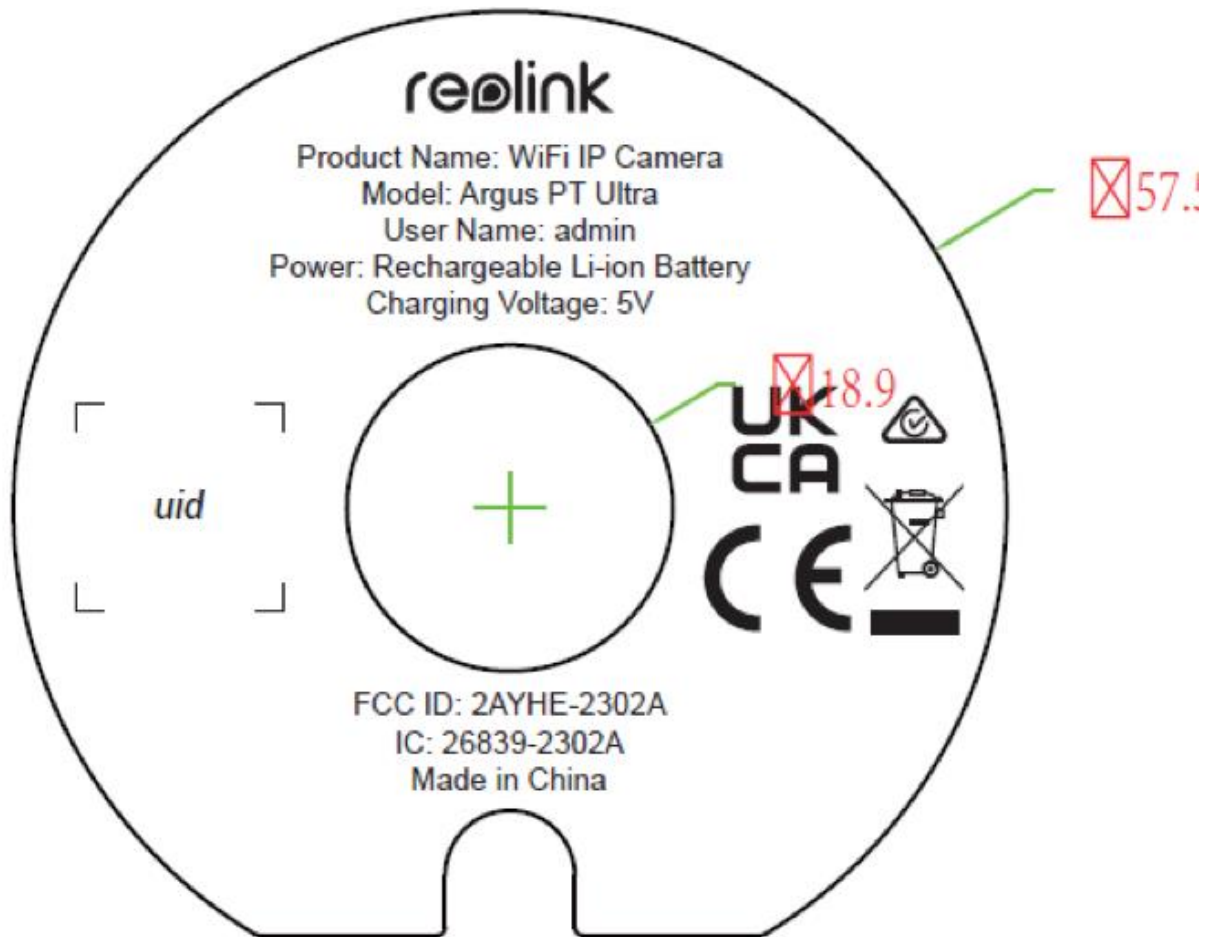 reolink
Product Name: WiFi IP Camera
Model: Argus PT Ultra
User Name: admin
Power: Rechargeable Li-ion Battery
Charging Voltage: 5V
57.5
18.9
UK
CA
uid
CE
FCC ID: 2AYHE-2302A
IC: 26839-2302A
Made in China